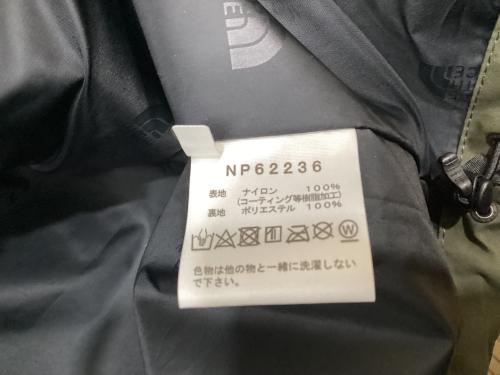 NP62236
表地 ナイロン 100%
(コーティング等樹脂加工)
裏地 ポリエステル 100%
色物は他の物と一緒に洗濯しない
で下さい。